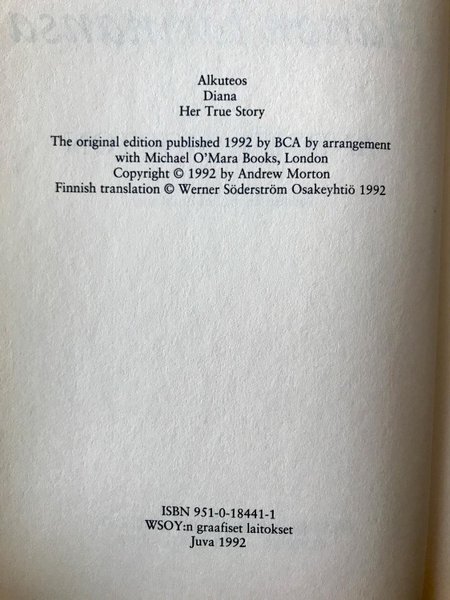 Alkuteos
Diana
Her True Story
The original edition published 1992 by BCA by arrangement
with Michael O'Mara Books, London
Copyright © 1992 by Andrew Morton
Finnish translation © Werner Söderström Osakeyhtiö 1992
ISBN 951-0-18441-1
WSOY:n graafiset laitokset
Juva 1992